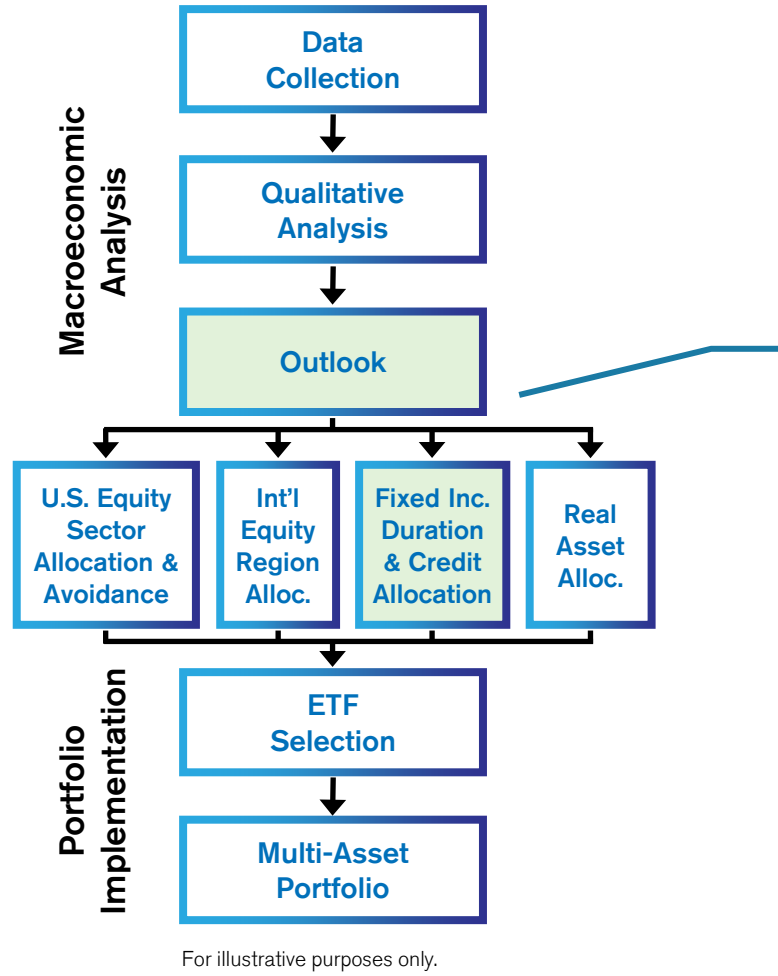 Data
Collection
Macroeconomic
Analysis
Qualitative
Analysis
Outlook
U.S. Equity
Sector
Allocation &
Avoidance
Int'l
Equity
Region
Alloc.
Fixed Inc.
Duration
& Credit
Allocation
Real
Asset
Alloc.
Portfolio
Implementation
ETF
Selection
Multi-Asset
Portfolio
For illustrative purposes only.